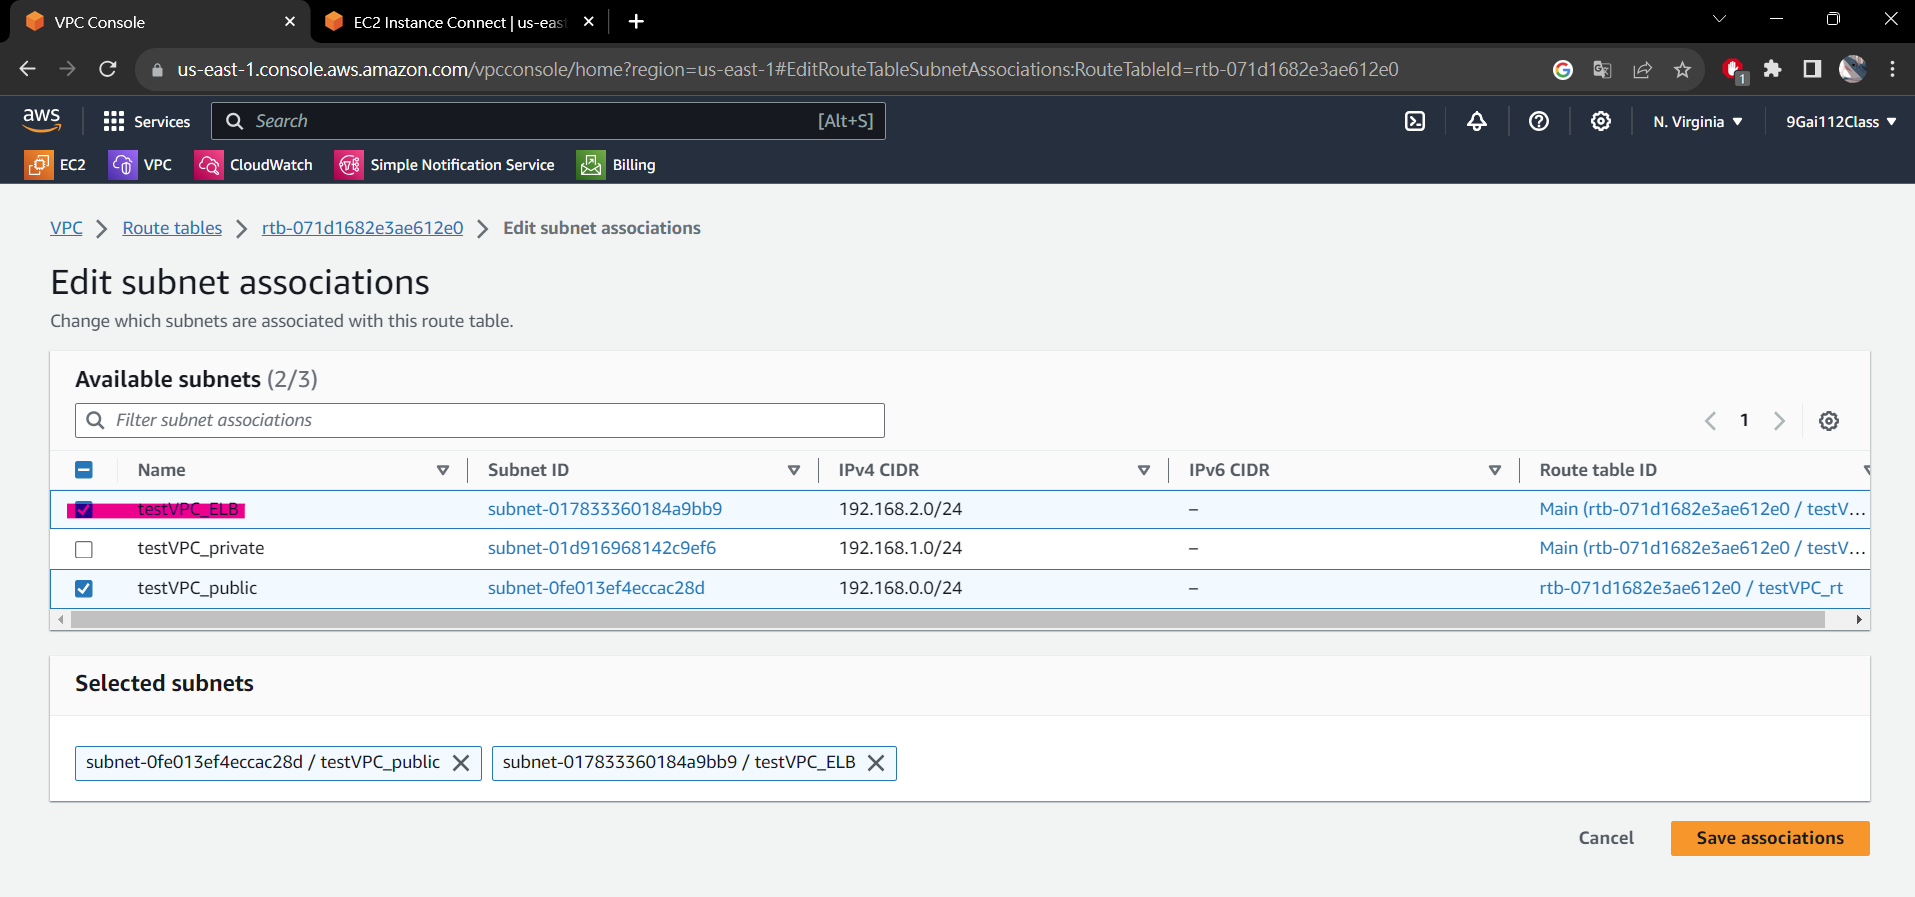 VPC Console
EC2 Instance Connect | us-east
us-east-1.console.aws.amazon.com/vpcconsole/home?region=us-east-1#EditRouteTableSubnetAssociations:RouteTableId=rtb-071d1682e3ae612e0
1
aws
Services
Search
[Alt+S]
N. Virginia
9Gai112Class
EC2
VPC
CloudWatch
Simple Notification Service
Billing
VPC
Route tables
rtb-071d1682e3ae612e0
Edit subnet associations
Edit subnet associations
Change which subnets are associated with this route table.
Available subnets (2/3)
Filter subnet associations
1
Name Subnet ID IPv4 CIDR IPv6 CIDR Route table ID
testVPC_ELB subnet-017833360184a9bb9 192.168.2.0/24 – Main (rtb-071d1682e3ae612e0 / testV...
testVPC_private subnet-01d916968142c9ef6 192.168.1.0/24 – Main (rtb-071d1682e3ae612e0 / testV...
testVPC_public subnet-0fe013ef4eccac28d 192.168.0.0/24 – rtb-071d1682e3ae612e0 / testVPC_rt
Selected subnets
subnet-0fe013ef4eccac28d / testVPC_public
subnet-017833360184a9bb9 / testVPC_ELB
Cancel
Save associations